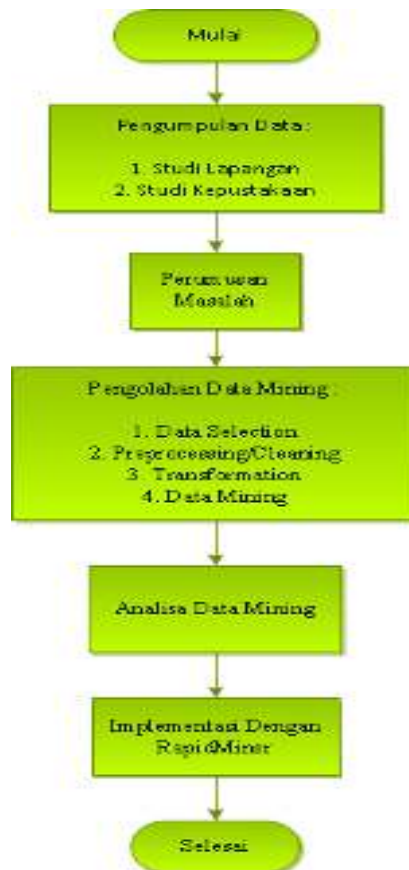 Mulai
Pengumpulan Data :
1. Studi Lapangan
2. Studi Kepustakaan
Perumusan
Masalah
Pengolahan Data Mining :
1. Data Selection
2. Preprocessing/Cleaning
3. Transformation
4. Data Mining
Analisa Data Mining
Implementasi Dengan
RapidMiner
Selesai